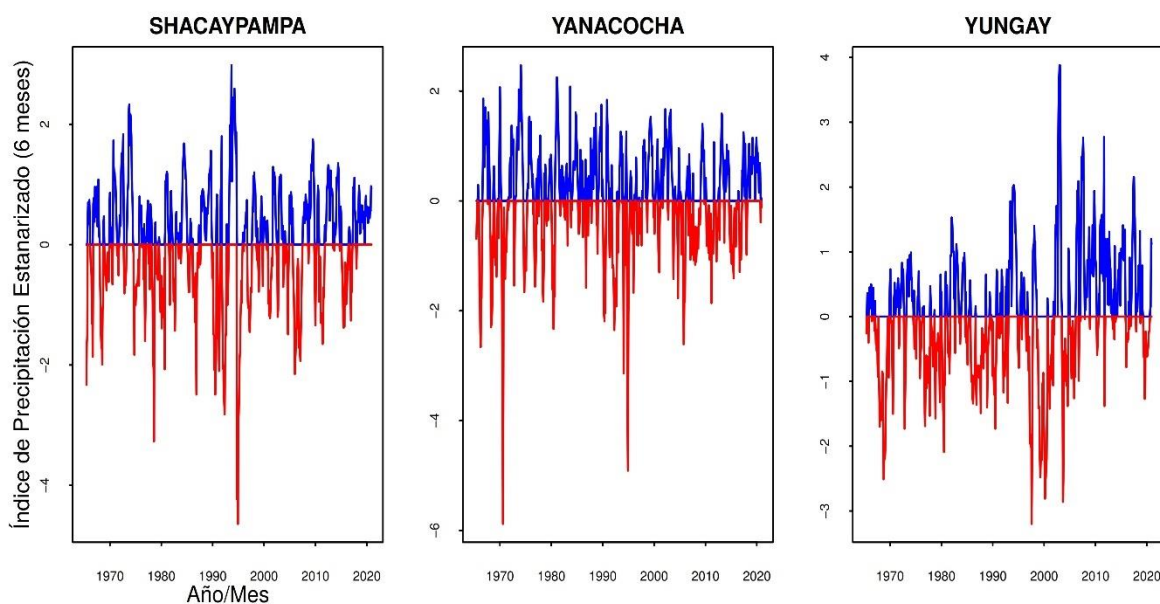 SHACAYPAMPA
YANACOCHA
YUNGAY
Índice de Precipitación Estanarizado (6 meses)
2
0
-2
-4
2
0
-2
-4
-6
4
3
2
1
0
-1
-2
-3
1970 1980 1990 2000 2010 2020
1970 1980 1990 2000 2010 2020
1970 1980 1990 2000 2010 2020
Año/Mes